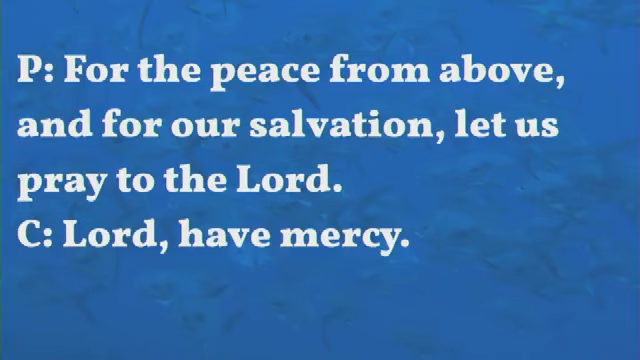 P: For the peace from above,
and for our salvation, let us
pray to the Lord.
C: Lord, have mercy.